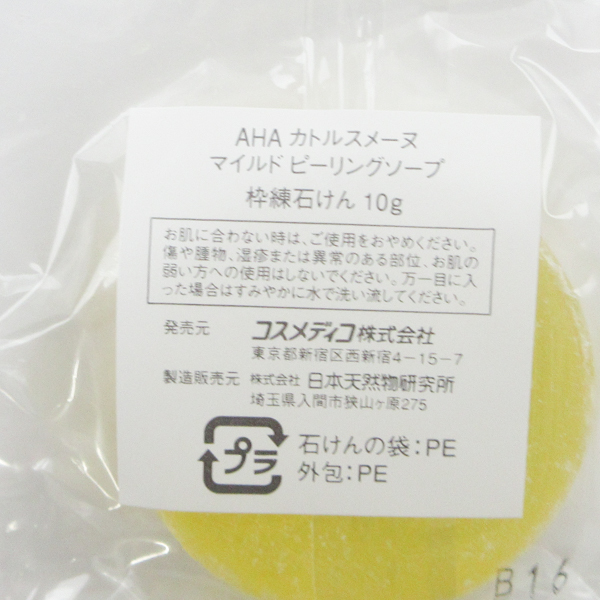 AHA カトルスメーヌ
マイルド ピーリングソープ
枠練石けん 10g
お肌に合わない時は、ご使用をおやめください。
傷や腫物、湿疹または異常のある部位、お肌の
弱い方への使用はしないでください。万一目に入
った場合はすみやかに水で洗い流してください。
発売元 コスメディコ株式会社
東京都新宿区西新宿4-15-7
製造販売元 株式会社 日本天然物研究所
埼玉県入間市狭山ヶ原275
プラ 石けんの袋:PE
外包:PE
B16